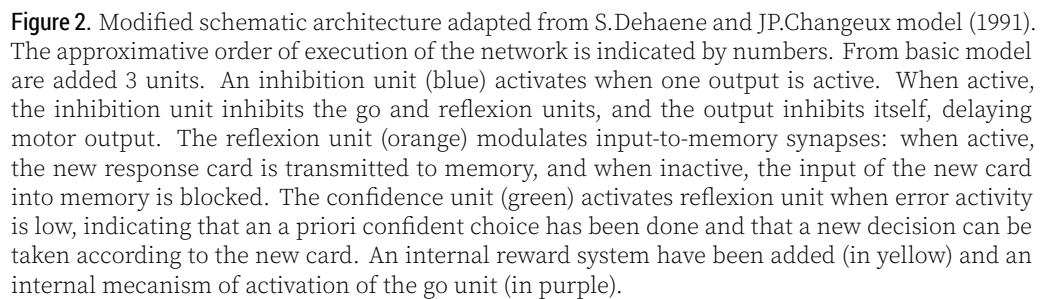 Figure 2. Modified schematic architecture adapted from S.Dehaene and JP.Changeux model (1991).
The approximative order of execution of the network is indicated by numbers. From basic model
are added 3 units. An inhibition unit (blue) activates when one output is active. When active,
the inhibition unit inhibits the go and reflexion units, and the output inhibits itself, delaying
motor output. The reflexion unit (orange) modulates input-to-memory synapses: when active,
the new response card is transmitted to memory, and when inactive, the input of the new card
into memory is blocked. The confidence unit (green) activates reflexion unit when error activity
is low, indicating that an a priori confident choice has been done and that a new decision can be
taken according to the new card. An internal reward system have been added (in yellow) and an
internal mecanism of activation of the go unit (in purple).